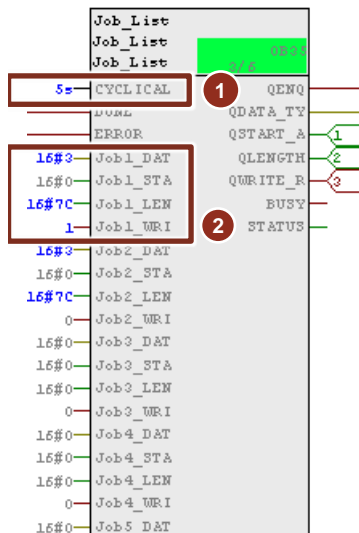 Job_List
Job_List
Job_List
OB35
3/6
5s CYCLICAL QENQ
1
DONE QDATA_TY
ERROR QSTART_A 1
16#3 Job1_DAT QLENGTH 2
16#0 Job1_STA QWRITE_R 3
16#7C Job1_LEN BUSY
1 Job1_WRI STATUS
2
16#3 Job2_DAT
16#0 Job2_STA
16#7C Job2_LEN
0 Job2_WRI
16#0 Job3_DAT
16#0 Job3_STA
16#0 Job3_LEN
0 Job3_WRI
16#0 Job4_DAT
16#0 Job4_STA
16#0 Job4_LEN
0 Job4_WRI
16#0 Job5_DAT